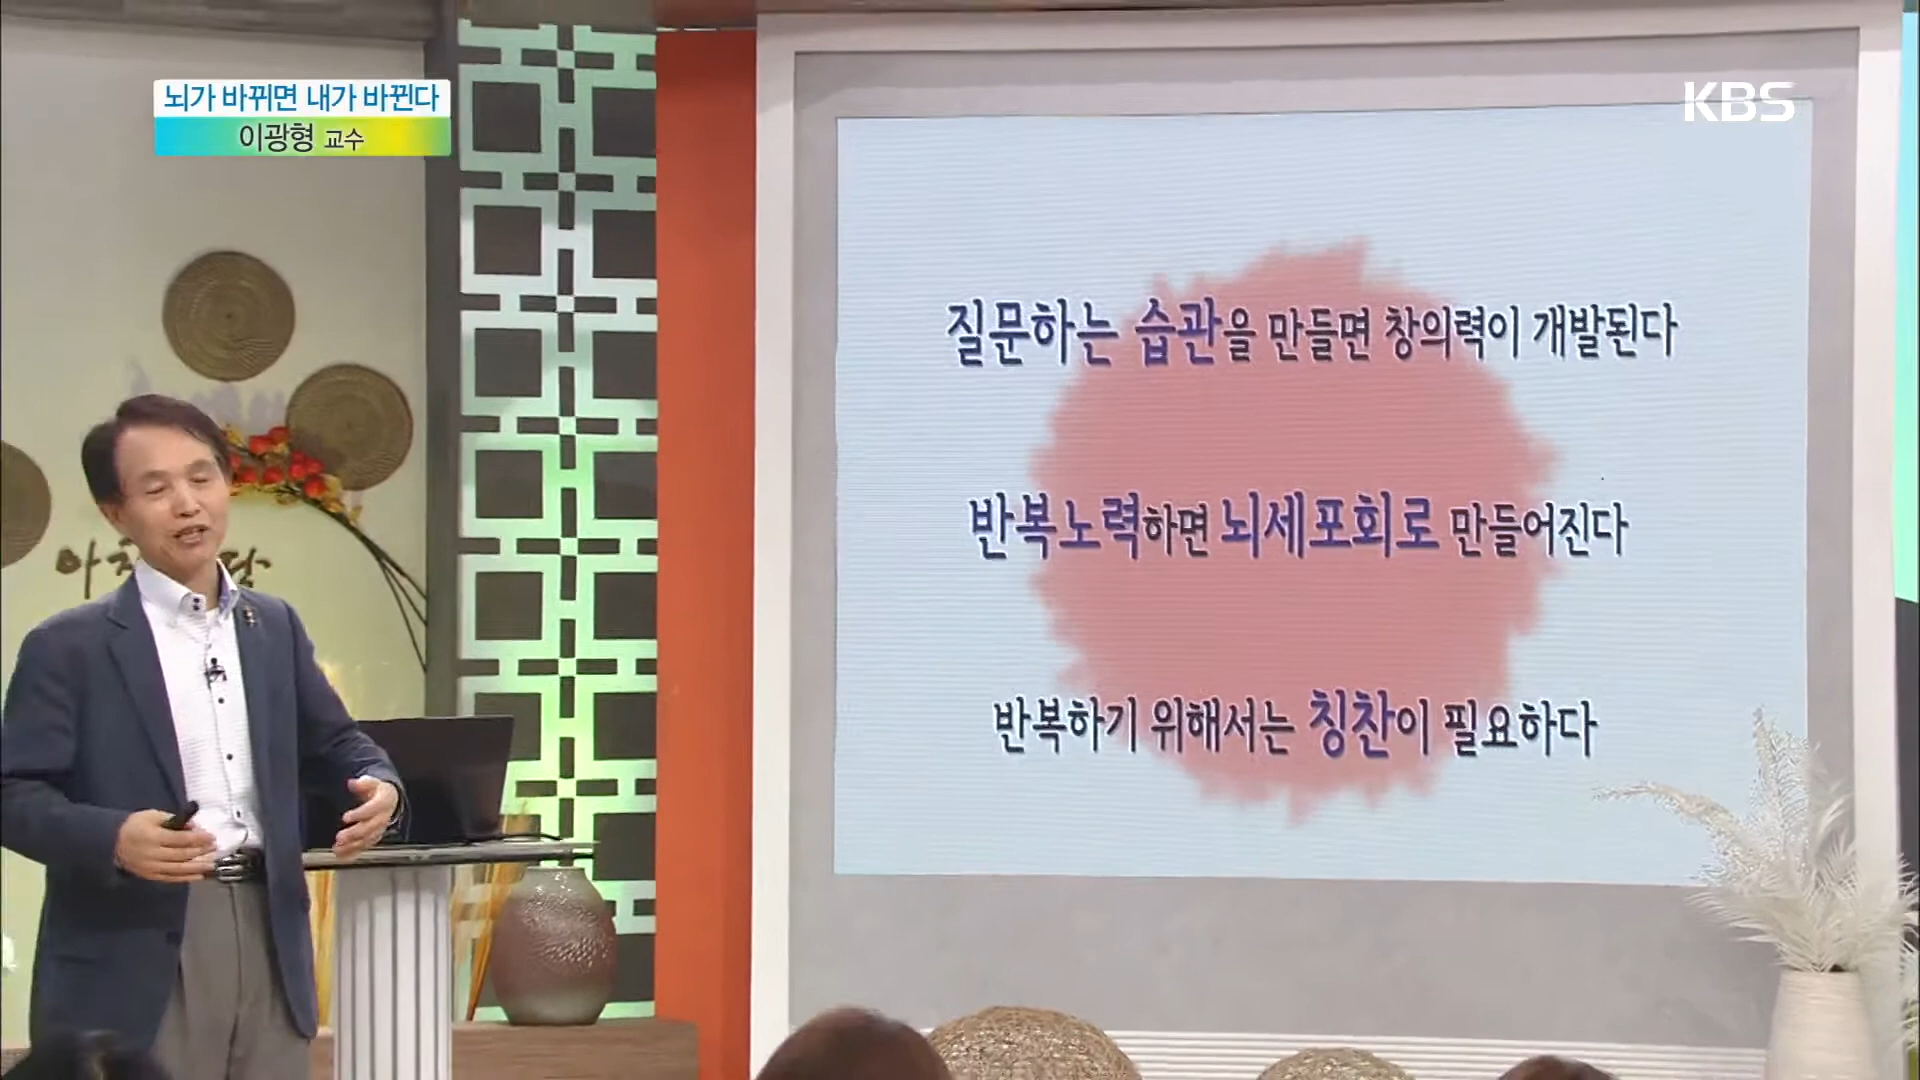 뇌가 바뀌면 내가 바뀐다
이광형 교수
KBS
질문하는 습관을 만들면 창의력이 개발된다
반복노력하면 뇌세포회로 만들어진다
반복하기 위해서는 칭찬이 필요하다